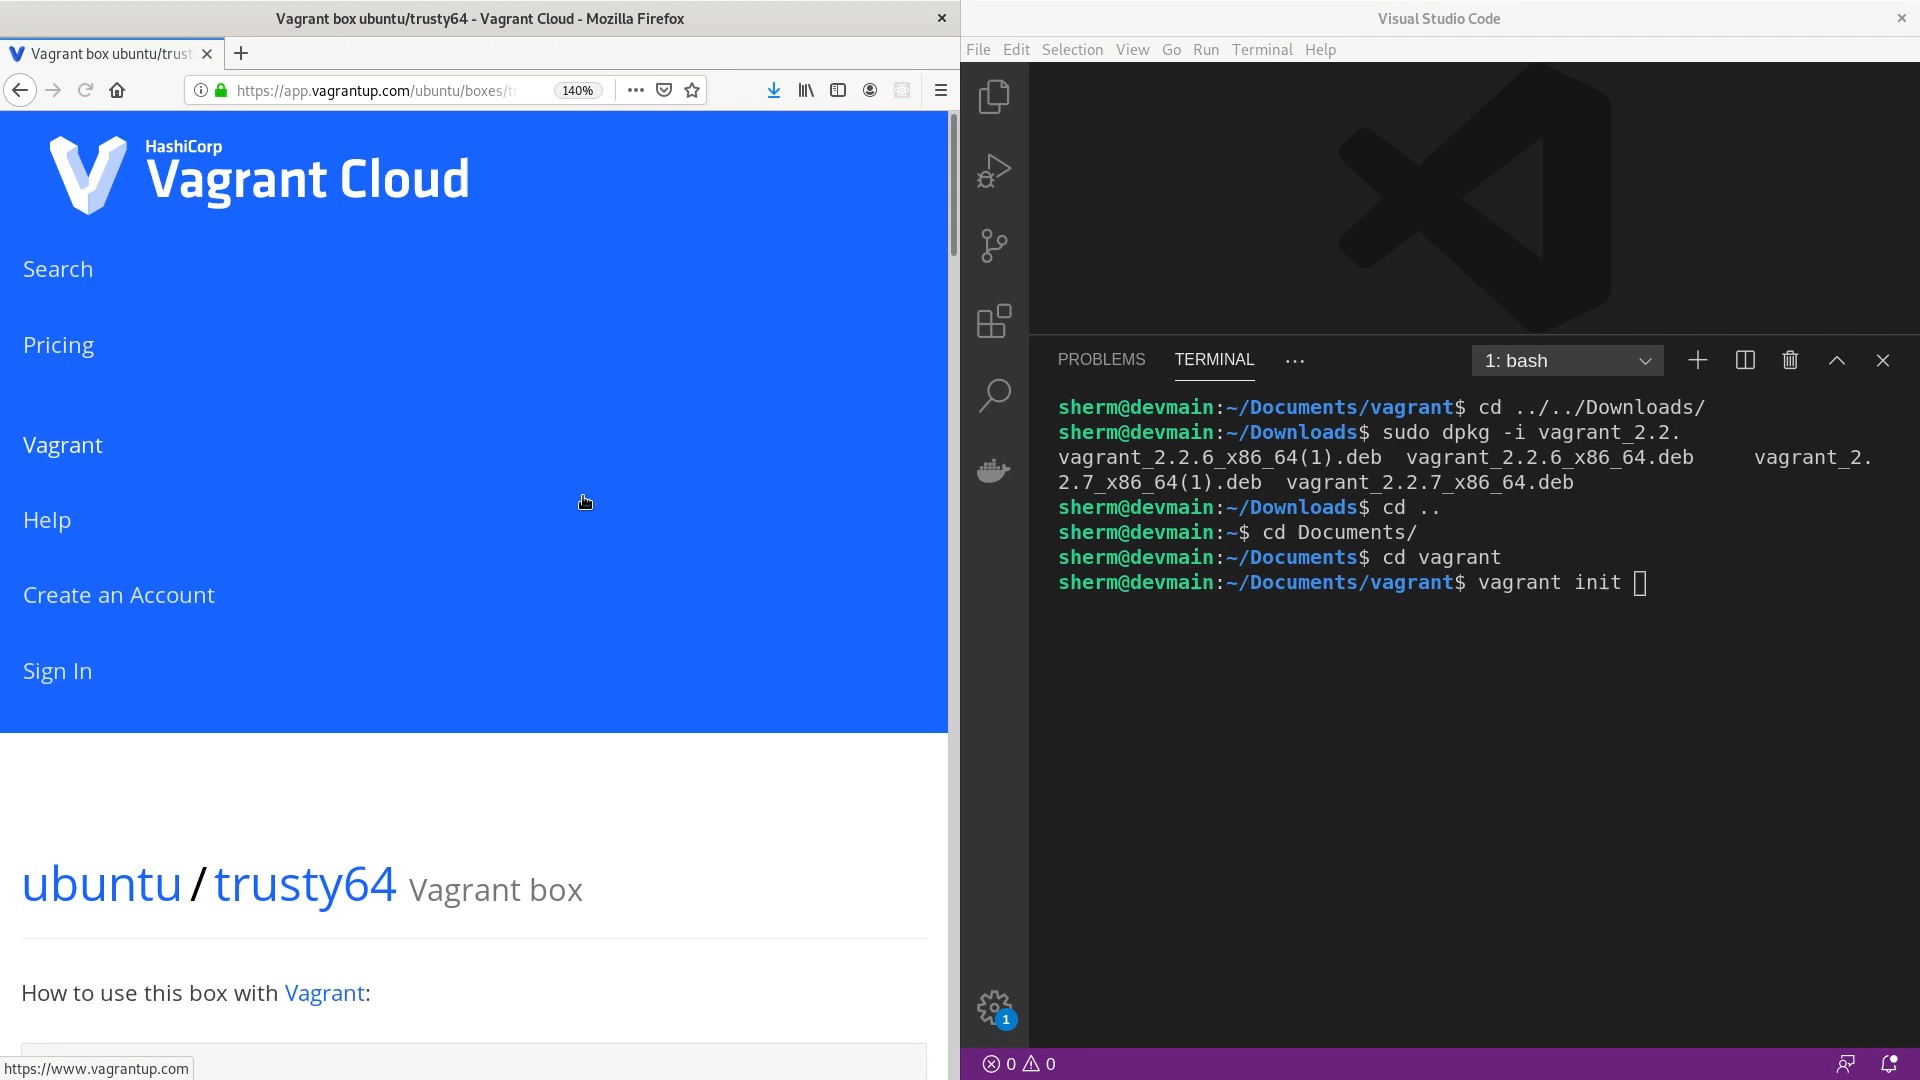 Vagrant box ubuntu/trusty64 - Vagrant Cloud - Mozilla Firefox
Vagrant box ubuntu/trust
https://app.vagrantup.com/ubuntu/boxes/tr
140%
HashiCorp
Vagrant Cloud
Search
Pricing
Vagrant
Help
Create an Account
Sign In
ubuntu / trusty64 Vagrant box
How to use this box with Vagrant:
https://www.vagrantup.com
Visual Studio Code
File Edit Selection View Go Run Terminal Help
PROBLEMS TERMINAL ··· 1: bash
sherm@devmain:~/Documents/vagrant$ cd ../../Downloads/
sherm@devmain:~/Downloads$ sudo dpkg -i vagrant_2.2.
vagrant_2.2.6_x86_64(1).deb vagrant_2.2.6_x86_64.deb vagrant_2.
2.7_x86_64(1).deb vagrant_2.2.7_x86_64.deb
sherm@devmain:~/Downloads$ cd ..
sherm@devmain:~$ cd Documents/
sherm@devmain:~/Documents$ cd vagrant
sherm@devmain:~/Documents/vagrant$ vagrant init
1
0 0